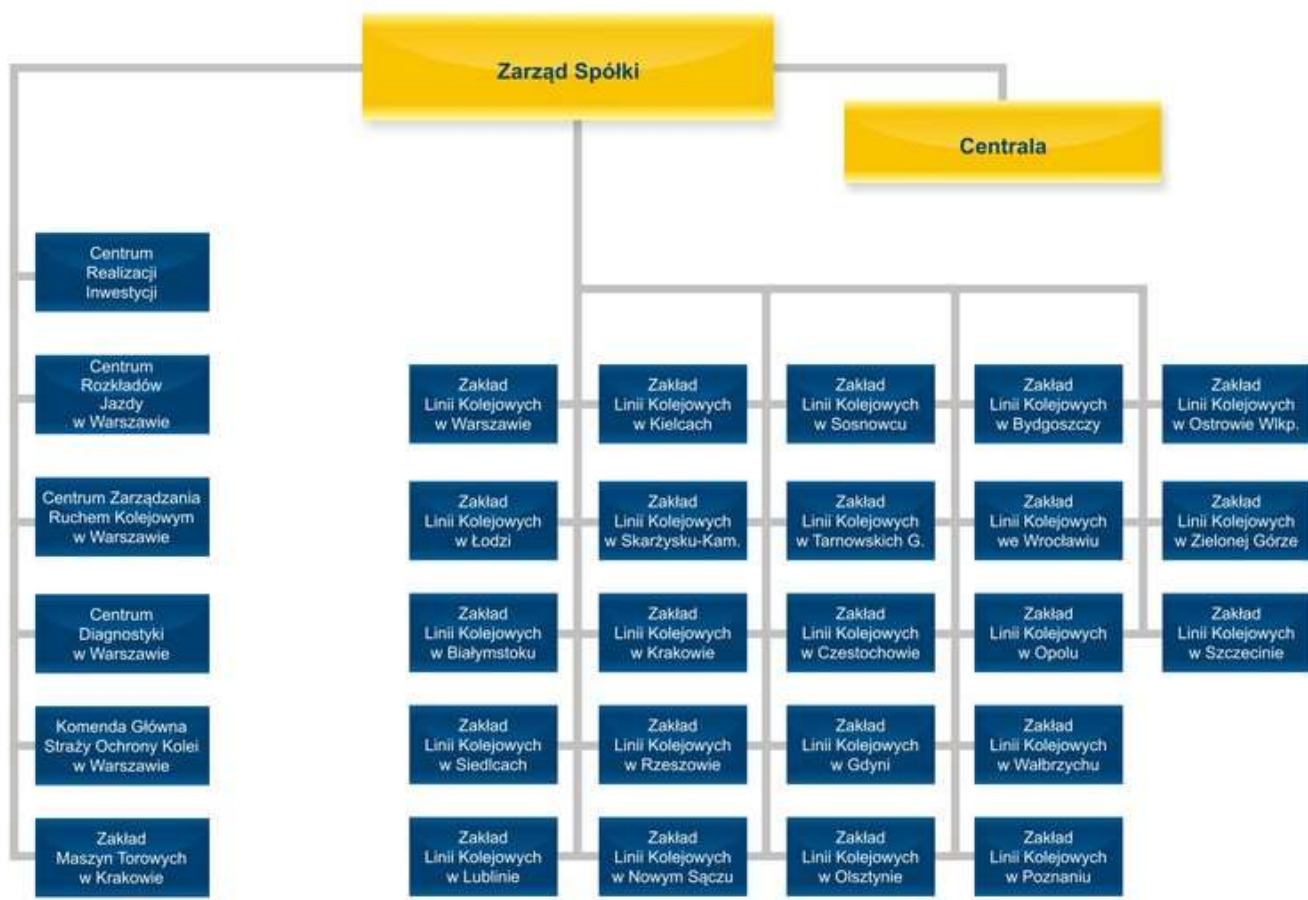 Zarząd Spółki
Centrala
Centrum
Realizacji
Inwestycji
Centrum
Rozkładów
Jazdy
w Warszawie
Centrum Zarządzania
Ruchem Kolejowym
w Warszawie
Centrum
Diagnostyki
w Warszawie
Komenda Główna
Straży Ochrony Kolei
w Warszawie
Zakład
Maszyn Torowych
w Krakowie
Zakład
Linii Kolejowych
w Warszawie
Zakład
Linii Kolejowych
w Łodzi
Zakład
Linii Kolejowych
w Białymstoku
Zakład
Linii Kolejowych
w Siedlcach
Zakład
Linii Kolejowych
w Lublinie
Zakład
Linii Kolejowych
w Kielcach
Zakład
Linii Kolejowych
w Skarżysku-Kam.
Zakład
Linii Kolejowych
w Krakowie
Zakład
Linii Kolejowych
w Rzeszowie
Zakład
Linii Kolejowych
w Nowym Sączu
Zakład
Linii Kolejowych
w Sosnowcu
Zakład
Linii Kolejowych
w Tarnowskich G.
Zakład
Linii Kolejowych
w Czestochowie
Zakład
Linii Kolejowych
w Gdyni
Zakład
Linii Kolejowych
w Olsztynie
Zakład
Linii Kolejowych
w Bydgoszczy
Zakład
Linii Kolejowych
we Wrocławiu
Zakład
Linii Kolejowych
w Opolu
Zakład
Linii Kolejowych
w Wałbrzychu
Zakład
Linii Kolejowych
w Poznaniu
Zakład
Linii Kolejowych
w Ostrowie Wlkp.
Zakład
Linii Kolejowych
w Zielonej Górze
Zakład
Linii Kolejowych
w Szczecinie